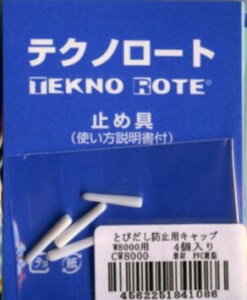 テクノロート
TEKNO ROTE®
止め具
(使い方説明書付)
とびだし防止用キャップ
W8000用 4個入り
CW8000 素材 PVC樹脂
4562251841086